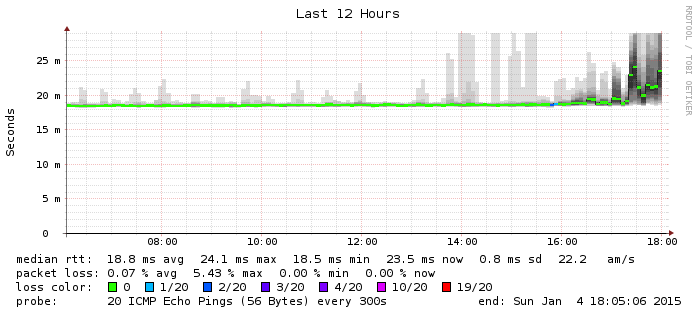 Last 12 Hours
RRDTOOL / TOBI OETIKER
Seconds
25 m
20 m
15 m
10 m
5 m
0
08:00 10:00 12:00 14:00 16:00 18:00
median rtt: 18.8 ms avg 24.1 ms max 18.5 ms min 23.5 ms now 0.8 ms sd 22.2 am/s
packet loss: 0.07 % avg 5.43 % max 0.00 % min 0.00 % now
loss color: 0 1/20 2/20 3/20 4/20 10/20 19/20
probe: 20 ICMP Echo Pings (56 Bytes) every 300s end: Sun Jan 4 18:05:06 2015